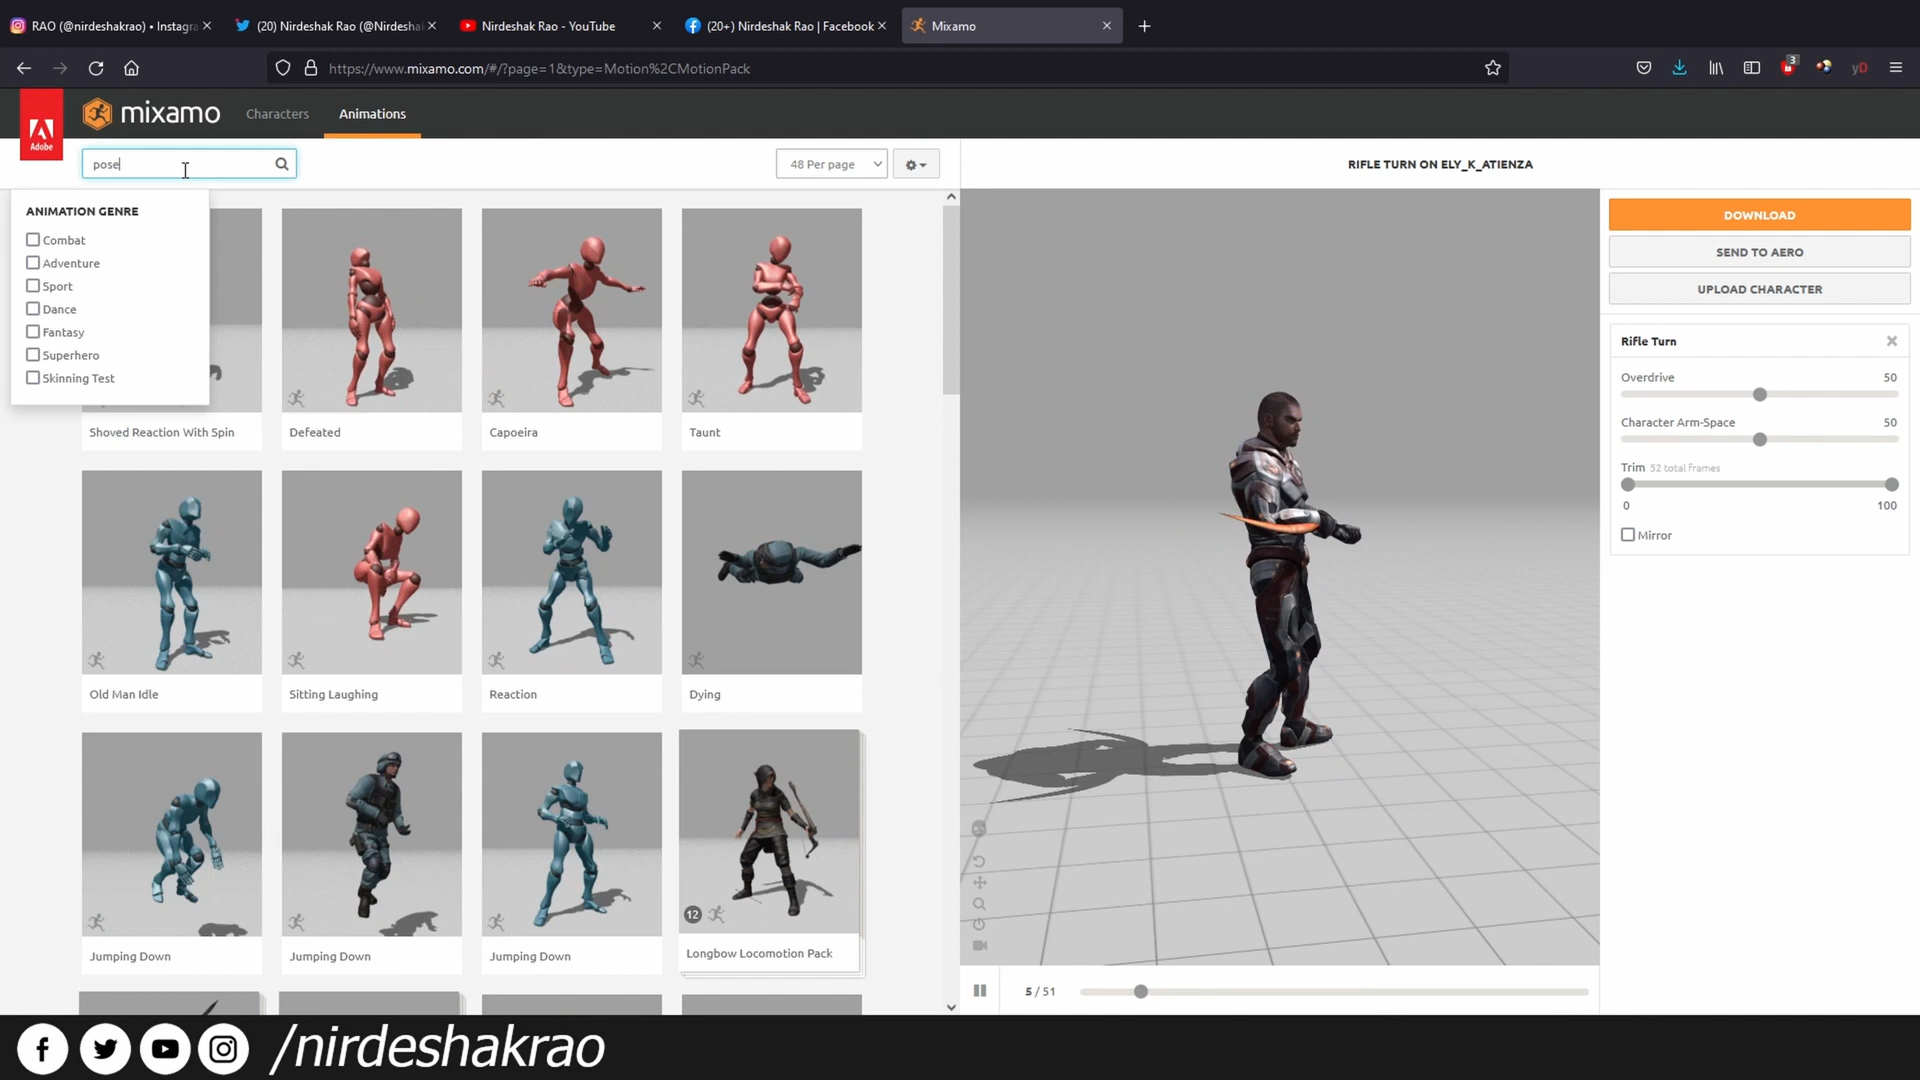 RAO (@nirdeshakrao) • Instagra
(20) Nirdeshak Rao (@Nirdesha
Nirdeshak Rao - YouTube
(20+) Nirdeshak Rao | Facebook
Mixamo
https://www.mixamo.com/#/?page=1&type=Motion%2CMotionPack
3
yD
Adobe
mixamo
Characters
Animations
pose
48 Per page
RIFLE TURN ON ELY_K_ATIENZA
ANIMATION GENRE
Combat
Adventure
Sport
Dance
Fantasy
Superhero
Skinning Test
Shoved Reaction With Spin
Defeated
Capoeira
Taunt
Old Man Idle
Sitting Laughing
Reaction
Dying
Jumping Down
Jumping Down
Jumping Down
12
Longbow Locomotion Pack
DOWNLOAD
SEND TO AERO
UPLOAD CHARACTER
Rifle Turn
Overdrive 50
Character Arm-Space 50
Trim 52 total frames
0 100
Mirror
5 / 51
/nirdeshakrao